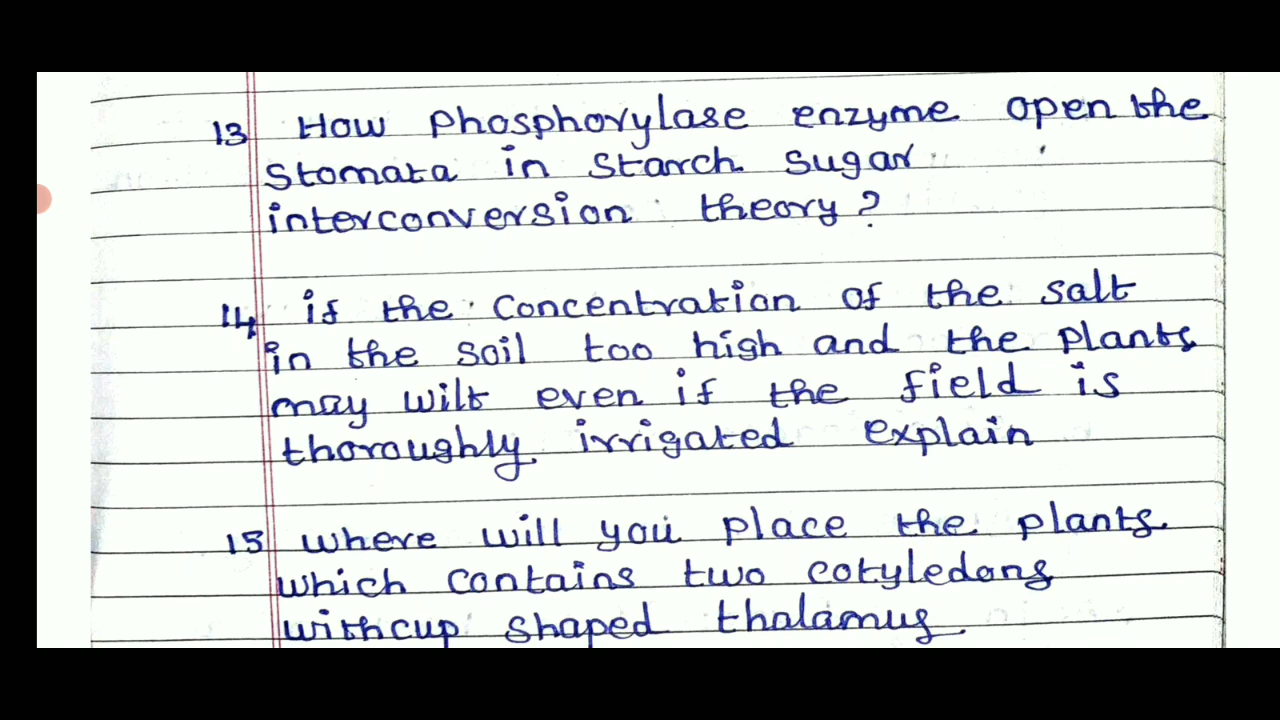 13 How Phosphorylase enzyme open the
Stomata in Starch Sugar
interconversion theory?
14 if the Concentration of the salt
in the soil too high and the plants
may wilt even if the field is
thoroughly irrigated explain
15 where will you place the plants
which contains two cotyledons
with cup shaped thalamus.